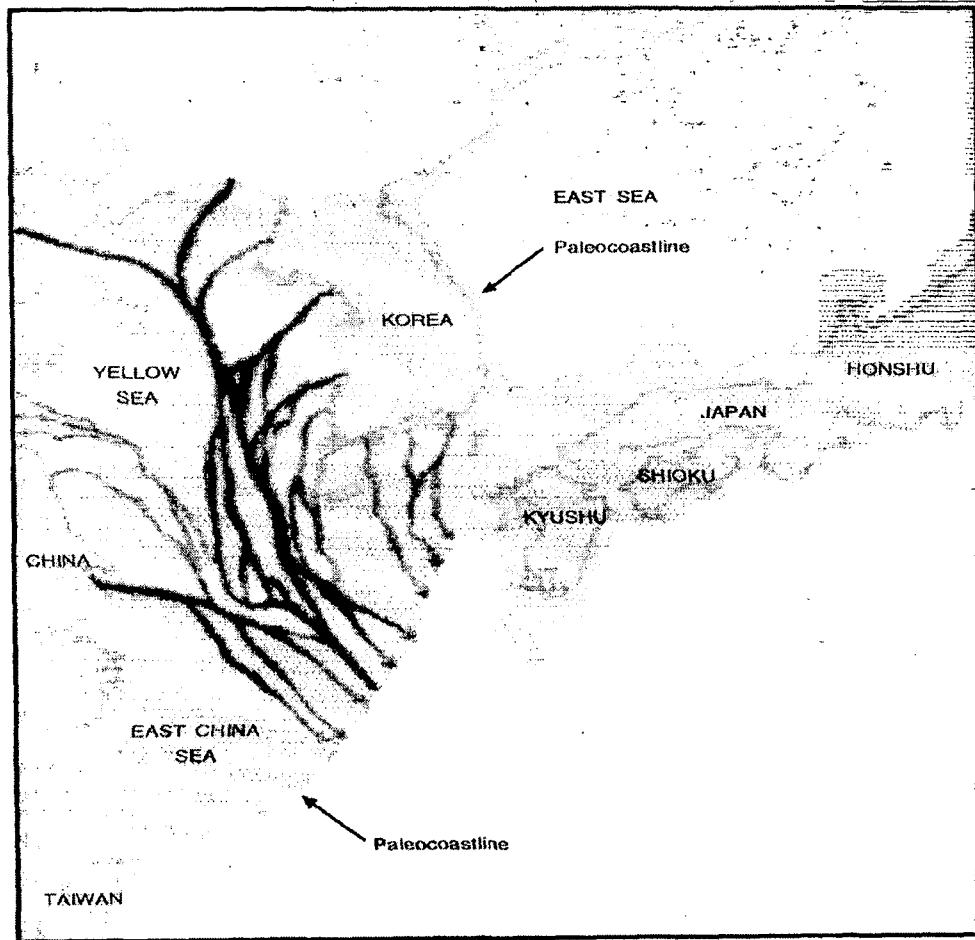 EAST SEA
Paleocoastline
KOREA
YELLOW
SEA
HONSHU
JAPAN
SHIOKU
KYUSHU
CHINA
EAST CHINA
SEA
Paleocoastline
TAIWAN